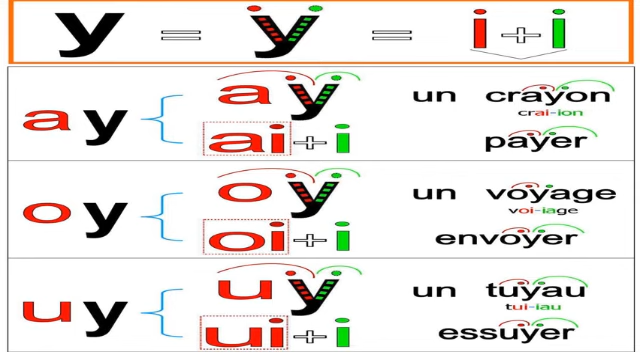 y = y = i + i
ay { ay un crayon
crai-ion
ai + i payer
oy { oy un voyage
voi-iage
oi + i envoyer
uy { uy un tuyau
tui-iau
ui + i essuyer